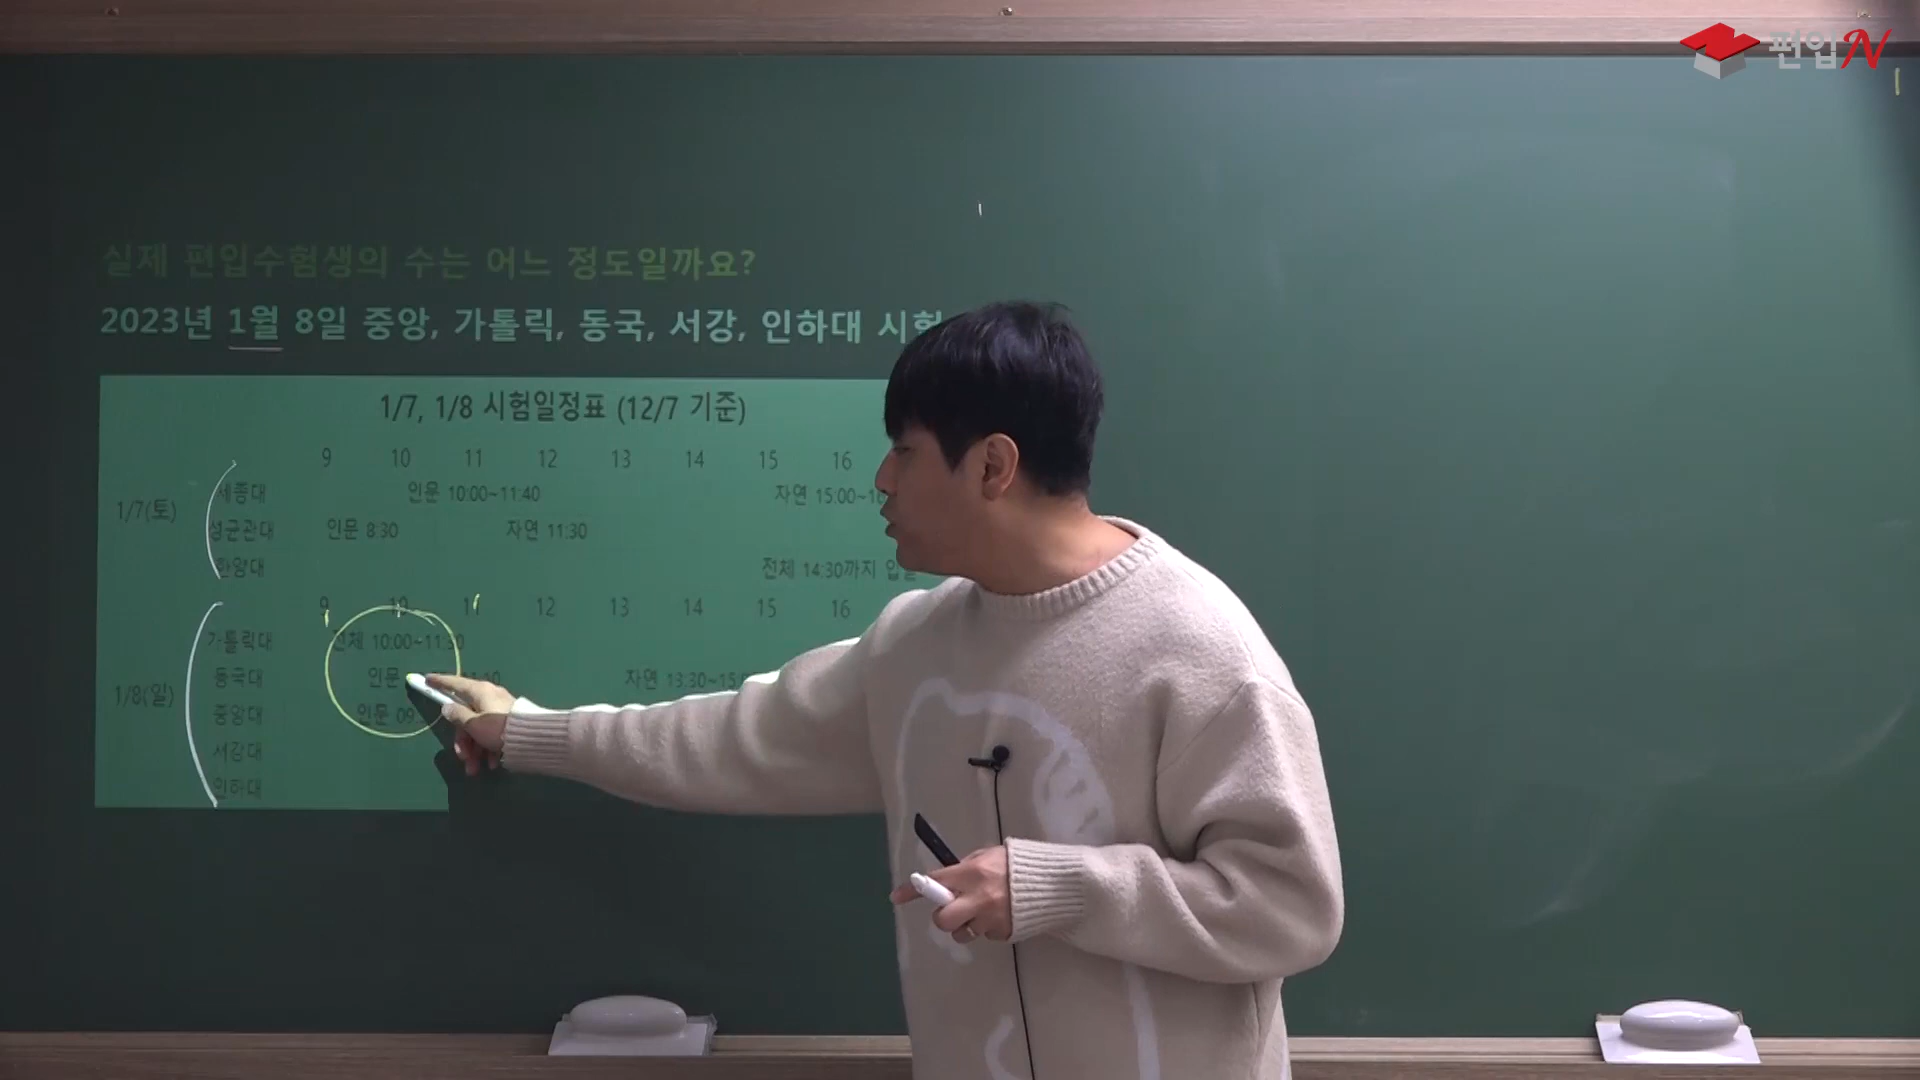 편입N
실제 편입수험생의 수는 어느 정도일까요?
2023년 1월 8일 중앙, 가톨릭, 동국, 서강, 인하대 시험
1/7, 1/8 시험일정표 (12/7 기준)
9 10 11 12 13 14 15 16
세종대 인문 10:00~11:40 자연 15:00~
1/7(토) 성균관대 인문 8:30 자연 11:30
한양대 전체 14:30까지
9 10 11 12 13 14 15 16
가톨릭대 전체 10:00~11:30
동국대 인문 자연 13:30~15:
1/8(일) 중앙대 인문 09
서강대
인하대